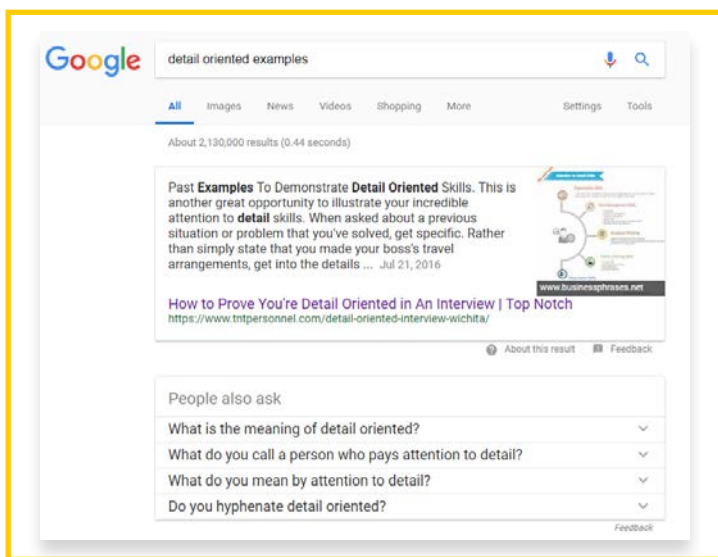 Google
detail oriented examples
All Images News Videos Shopping More Settings Tools
About 2,130,000 results (0.44 seconds)
Past Examples To Demonstrate Detail Oriented Skills. This is
another great opportunity to illustrate your incredible
attention to detail skills. When asked about a previous
situation or problem that you've solved, get specific. Rather
than simply state that you made your boss's travel
arrangements, get into the details ... Jul 21, 2016
www.businessphrases.net
How to Prove You're Detail Oriented in An Interview | Top Notch
https://www.tntpersonnel.com/detail-oriented-interview-wichita/
About this result Feedback
People also ask
What is the meaning of detail oriented?
What do you call a person who pays attention to detail?
What do you mean by attention to detail?
Do you hyphenate detail oriented?
Feedback